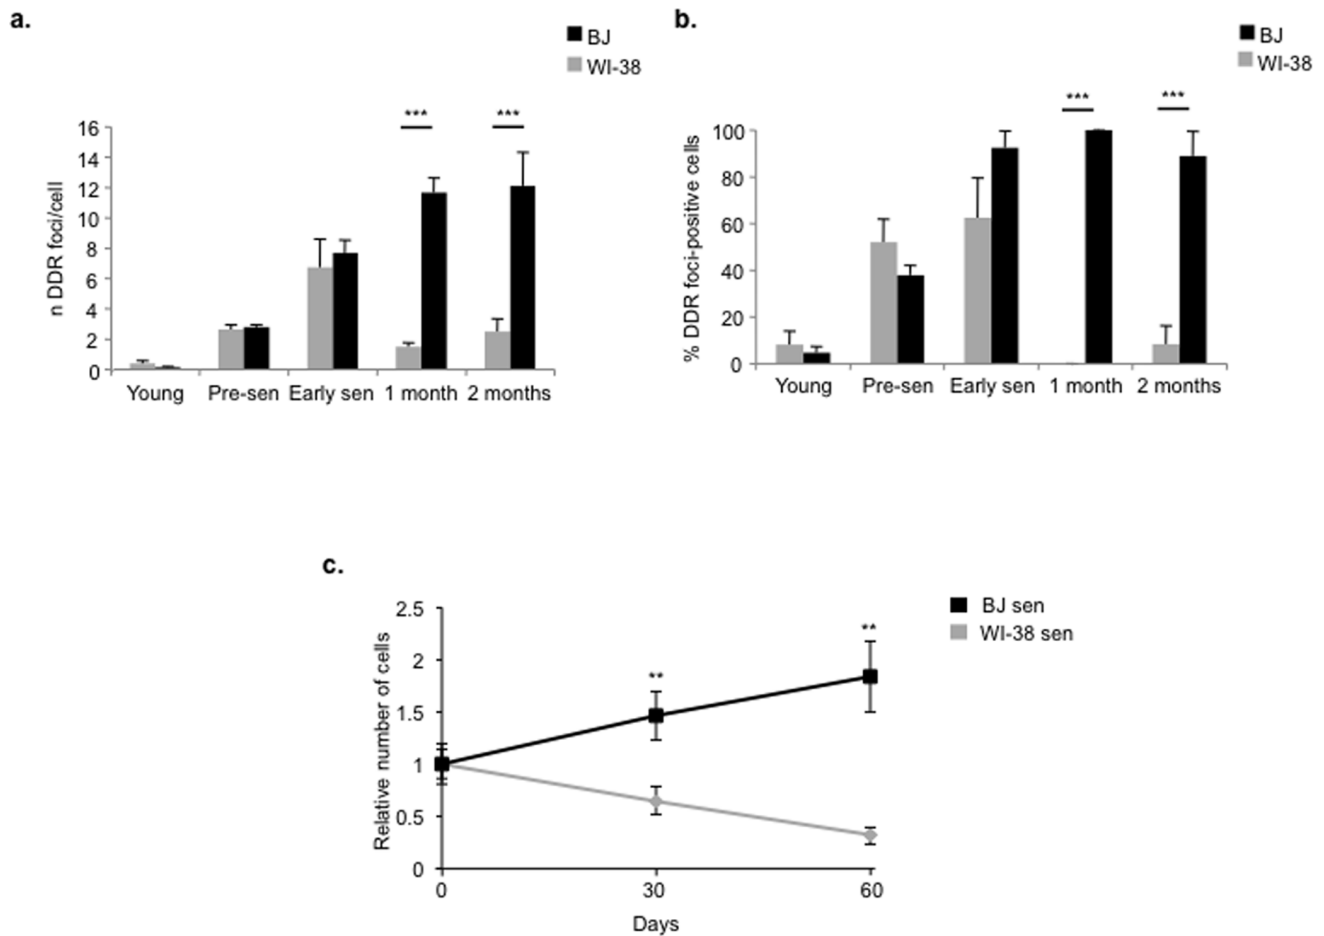 a.
BJ
WI-38
*** ***
16
14
12
10
8
6
4
2
0
n DDR foci/cell
Young Pre-sen Early sen 1 month 2 months
b.
BJ
WI-38
*** ***
100
80
60
40
20
0
% DDR foci-positive cells
Young Pre-sen Early sen 1 month 2 months
c.
BJ sen
WI-38 sen
**
**
2.5
2
1.5
1
0.5
0
Relative number of cells
0 30 60
Days